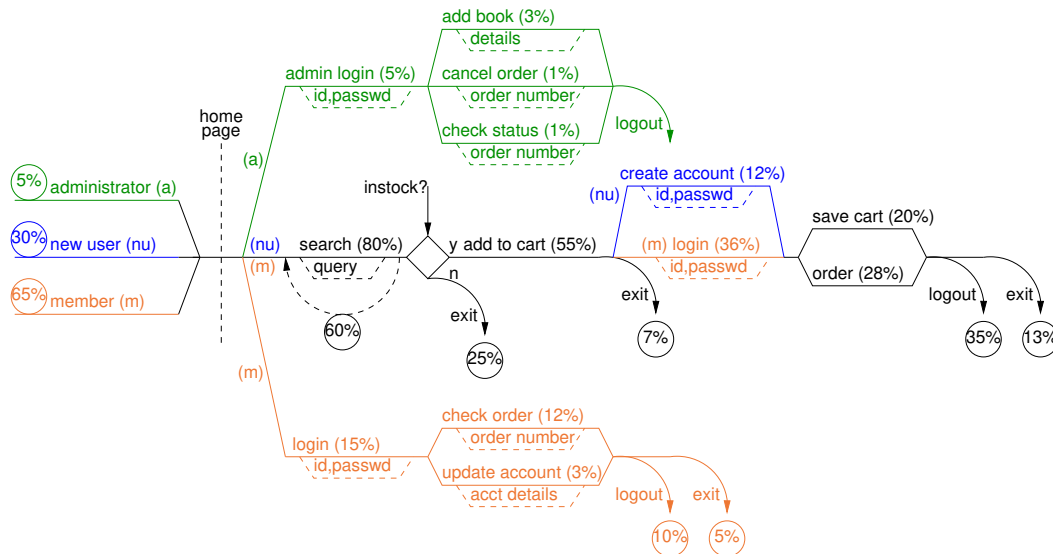 add book (3%)
details
admin login (5%)
id,passwd
cancel order (1%)
order number
check status (1%)
order number
logout
home
page
(a)
5%
administrator (a)
30%
new user (nu)
65%
member (m)
(nu)
(m)
search (80%)
query
60%
instock?
y
n
add to cart (55%)
exit
25%
(nu)
create account (12%)
id,passwd
(m) login (36%)
id,passwd
exit
7%
save cart (20%)
order (28%)
logout
35%
exit
13%
(m)
login (15%)
id,passwd
check order (12%)
order number
update account (3%)
acct details
logout
10%
exit
5%